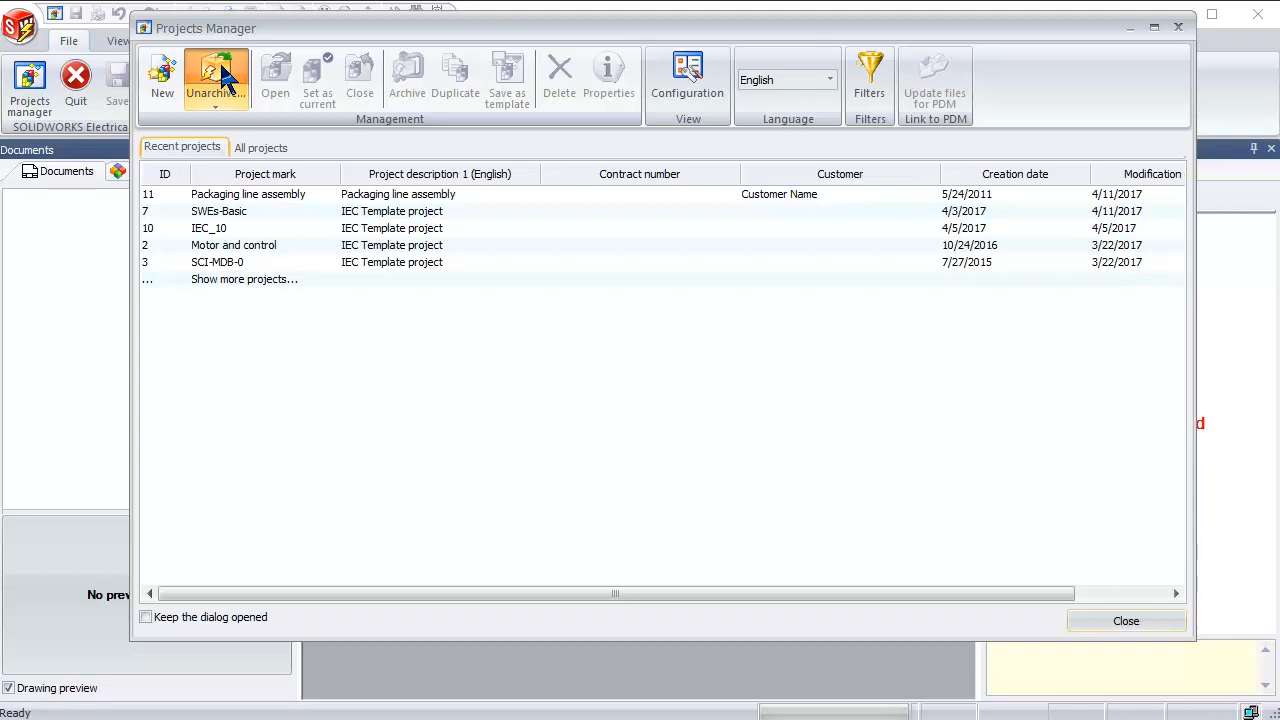 Projects Manager
File
View
Projects
manager
Quit
Save
SOLIDWORKS Electrica
New
Unarchive...
Open
Set as
current
Close
Archive
Duplicate
Save as
template
Delete
Properties
Management
Configuration
View
English
Language
Filters
Filters
Update files
for PDM
Link to PDM
Documents
Documents
Recent projects
All projects
ID Project mark Project description 1 (English) Contract number Customer Creation date Modification
11 Packaging line assembly Packaging line assembly Customer Name 5/24/2011 4/11/2017
7 SWEs-Basic IEC Template project 4/3/2017 4/11/2017
10 IEC_10 IEC Template project 4/5/2017 4/5/2017
2 Motor and control IEC Template project 10/24/2016 3/22/2017
3 SCI-MDB-0 IEC Template project 7/27/2015 3/22/2017
... Show more projects...
d
No prev
Keep the dialog opened
Close
Drawing preview
Ready